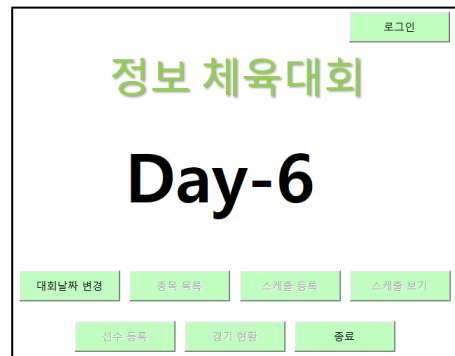 로그인
정보 체육대회
Day-6
대회날짜 변경 종목 목록 스케줄 등록 스케줄 보기
선수 등록 경기 현황 종료